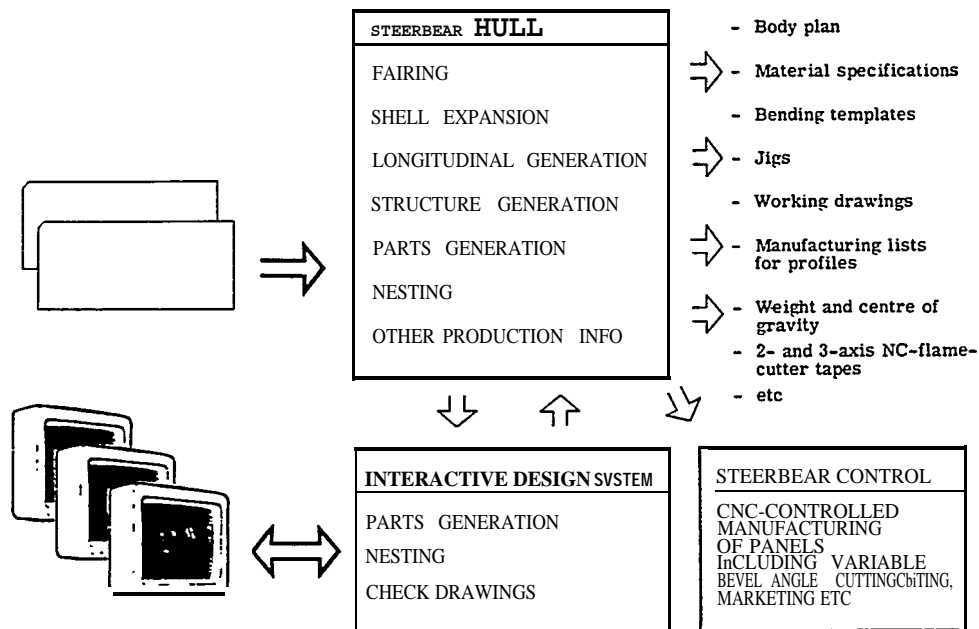 STEERBEAR HULL
FAIRING
SHELL EXPANSION
LONGITUDINAL GENERATION
STRUCTURE GENERATION
PARTS GENERATION
NESTING
OTHER PRODUCTION INFO
- Body plan
- Material specifications
- Bending templates
- Jigs
- Working drawings
- Manufacturing lists
for profiles
- Weight and centre of
gravity
- 2- and 3-axis NC-flame-
cutter tapes
- etc
INTERACTIVE DESIGN SVSTEM
PARTS GENERATION
NESTING
CHECK DRAWINGS
STEERBEAR CONTROL
CNC-CONTROLLED
MANUFACTURING
OF PANELS
InCLUDING VARIABLE
BEVEL ANGLE CUTTINGCbiTING,
MARKETING ETC